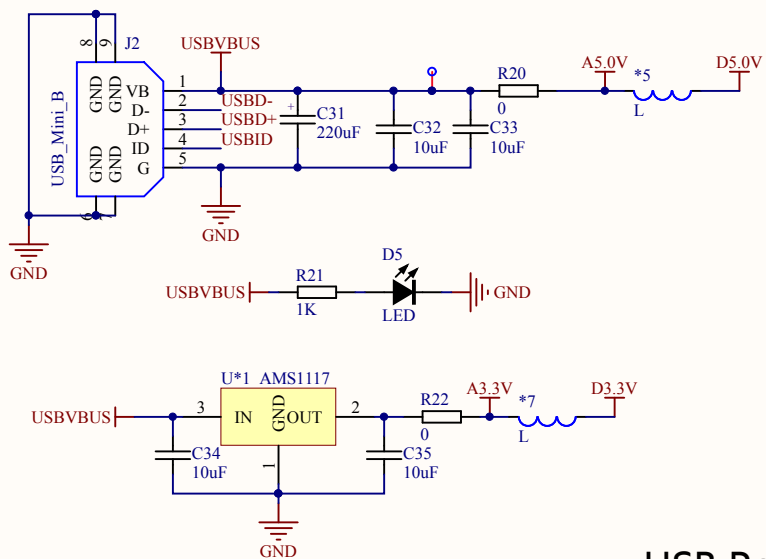 J2
USBVBUS
8
9
GND
GND
USB_Mini_B
VB
D-
D+
ID
G
1
2
3
4
5
USBD-
USBD+
USBID
GND
GND
6
GND
GND
+
C31
220uF
C32
10uF
C33
10uF
R20
0
A5.0V
*5
L
D5.0V
USBVBUS
R21
1K
D5
LED
GND
U*1 AMS1117
USBVBUS
3
IN
GND
OUT
2
1
C34
10uF
C35
10uF
R22
0
A3.3V
*7
L
D3.3V
GND